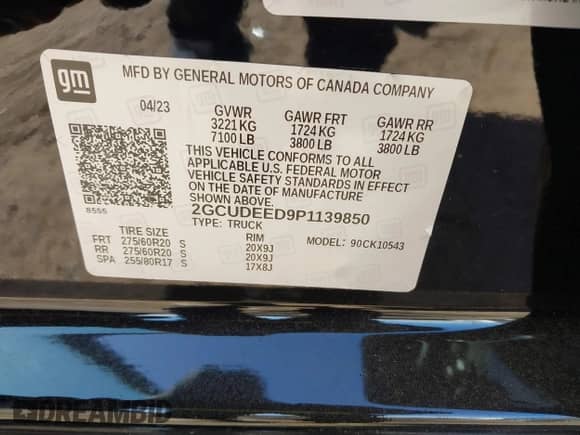 gm
MFD BY GENERAL MOTORS OF CANADA COMPANY
04/23 GVWR GAWR FRT GAWR RR
3221 KG 1724 KG 1724 KG
7100 LB 3800 LB 3800 LB
THIS VEHICLE CONFORMS TO ALL
APPLICABLE U.S. FEDERAL MOTOR
VEHICLE SAFETY STANDARDS IN EFFECT
ON THE DATE OF MANUFACTURE
SHOWN ABOVE.
8555 2GCUDEED9P1139850
TYPE: TRUCK
TIRE SIZE RIM MODEL: 90CK10543
FRT 275/60R20 S 20X9J
RR 275/60R20 S 20X9J
SPA 255/80R17 S 17X8J
DREAMBID